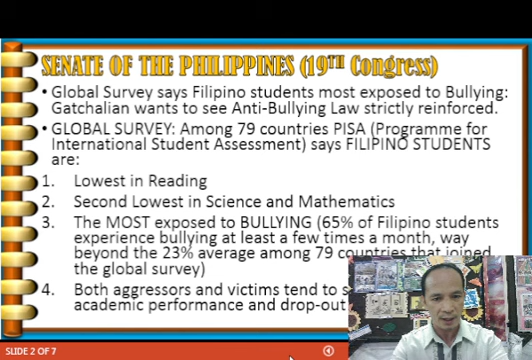 SENATE OF THE PHILIPPINES (19TH Congress)
• Global Survey says Filipino students most exposed to Bullying:
Gatchalian wants to see Anti-Bullying Law strictly reinforced.
• GLOBAL SURVEY: Among 79 countries PISA (Programme for
International Student Assessment) says FILIPINO STUDENTS
are:
1. Lowest in Reading
2. Second Lowest in Science and Mathematics
3. The MOST exposed to BULLYING (65% of Filipino students
experience bullying at least a few times a month, way
beyond the 23% average among 79 countries that joined
the global survey)
4. Both aggressors and victims tend to
academic performance and drop-out
SLIDE 2 OF 7